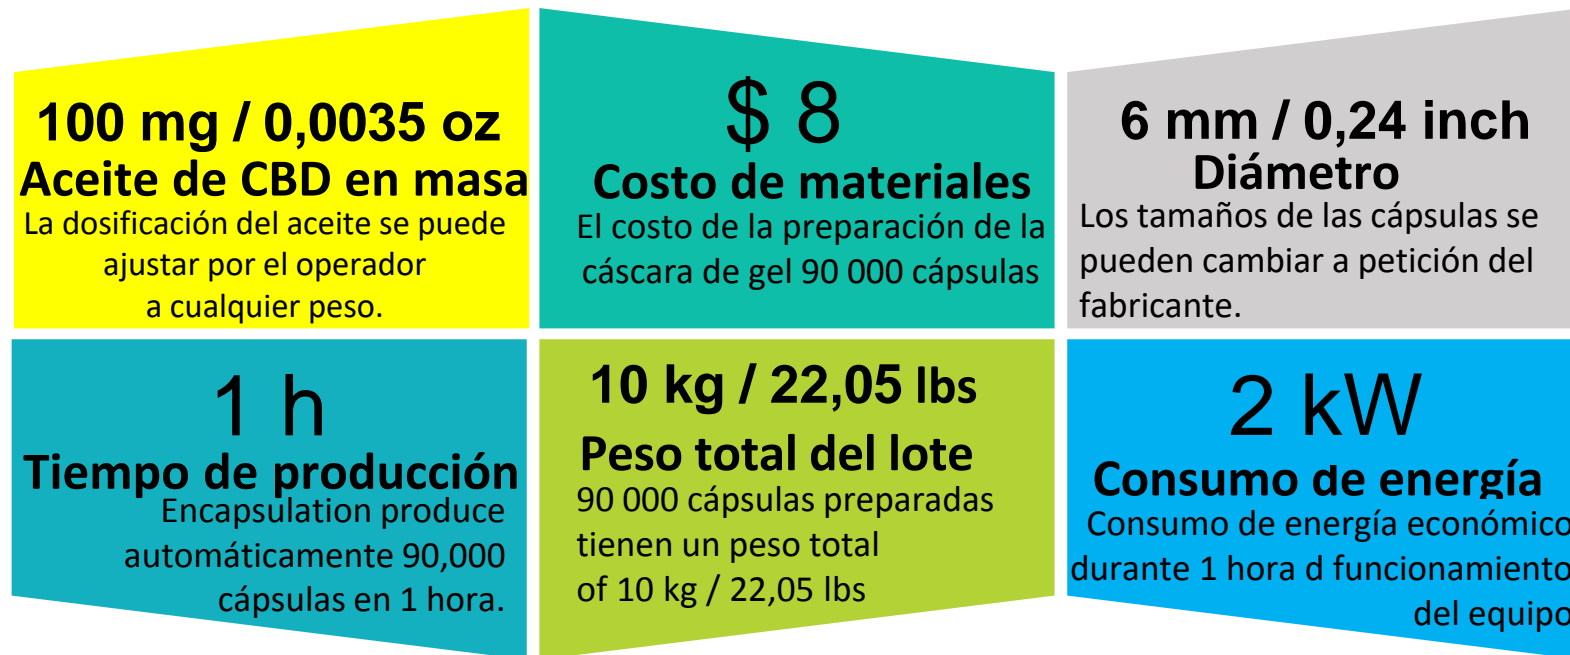 100 mg / 0,0035 oz
Aceite de CBD en masa
La dosificación del aceite se puede
ajustar por el operador
a cualquier peso.
$ 8
Costo de materiales
El costo de la preparación de la
cáscara de gel 90 000 cápsulas
6 mm / 0,24 inch
Diámetro
Los tamaños de las cápsulas se
pueden cambiar a petición del
fabricante.
1 h
Tiempo de producción
Encapsulation produce
automáticamente 90,000
cápsulas en 1 hora.
10 kg / 22,05 lbs
Peso total del lote
90 000 cápsulas preparadas
tienen un peso total
of 10 kg / 22,05 lbs
2 kW
Consumo de energía
Consumo de energía económico
durante 1 hora d funcionamiento
del equipo